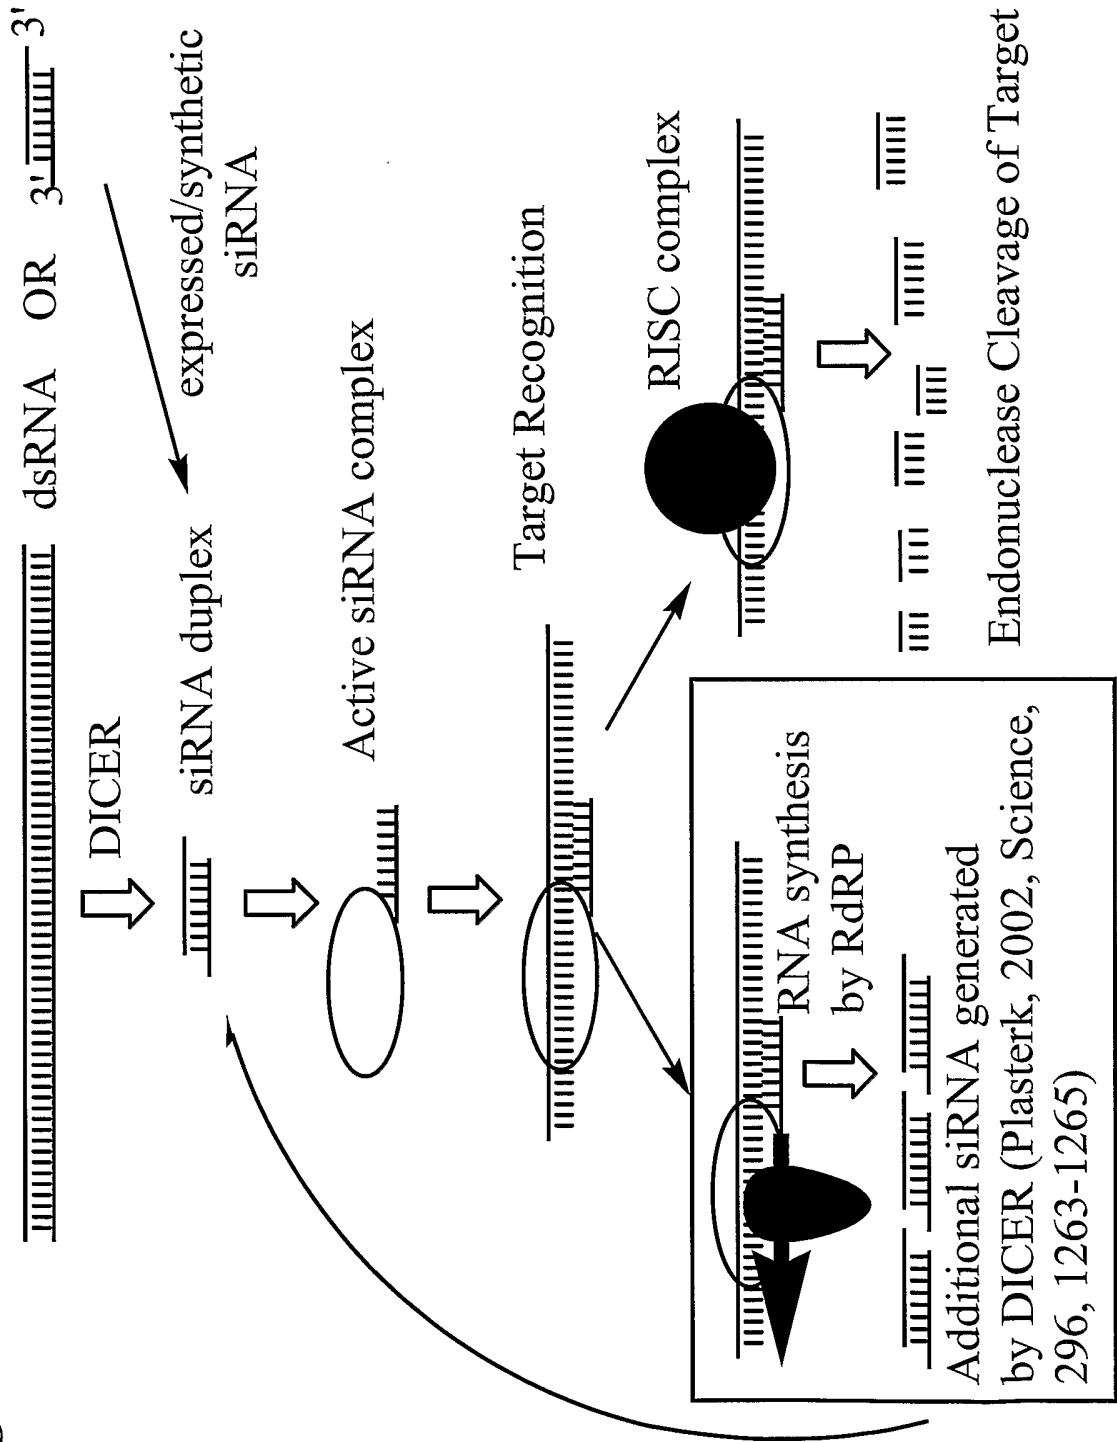 dsRNA OR 3' 3'
DICER
expressed/synthetic
siRNA
siRNA duplex
Active siRNA complex
Target Recognition
RISC complex
RNA synthesis
by RdRP
Additional siRNA generated
by DICER (Plasterk, 2002, Science,
296, 1263-1265)
Endonuclease Cleavage of Target